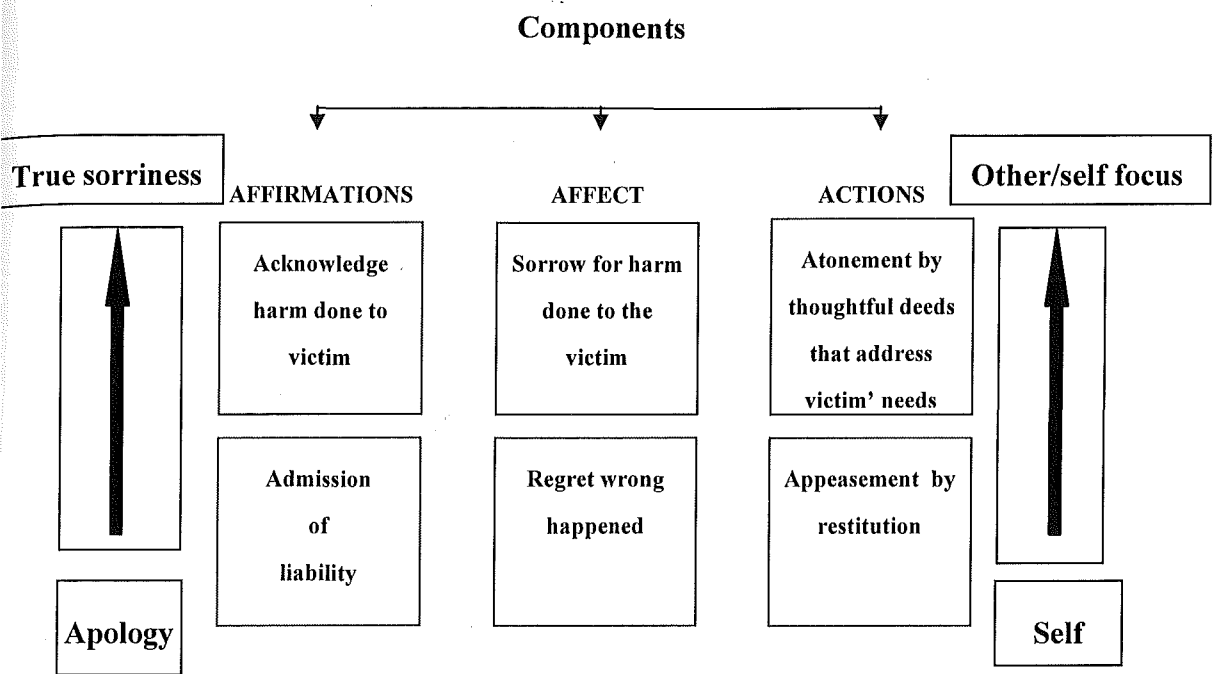 Components
True sorriness
Other/self focus
AFFIRMATIONS
AFFECT
ACTIONS
Acknowledge
harm done to
victim
Sorrow for harm
done to the
victim
Atonement by
thoughtful deeds
that address
victim' needs
Admission
of
liability
Regret wrong
happened
Appeasement by
restitution
Apology
Self